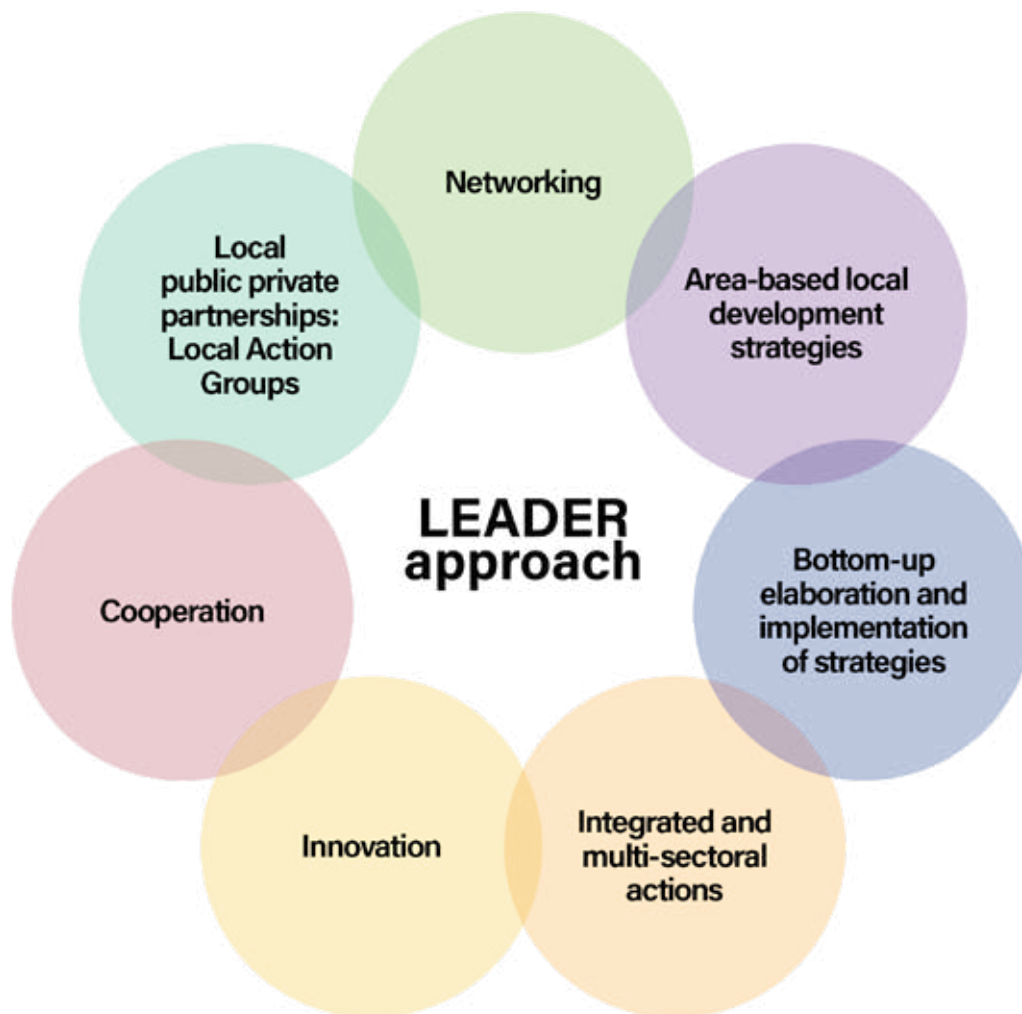 Networking
Local
public private
partnerships:
Local Action
Groups
Area-based local
development
strategies
LEADER
approach
Bottom-up
elaboration and
implementation
of strategies
Cooperation
Innovation
Integrated and
multi-sectoral
actions